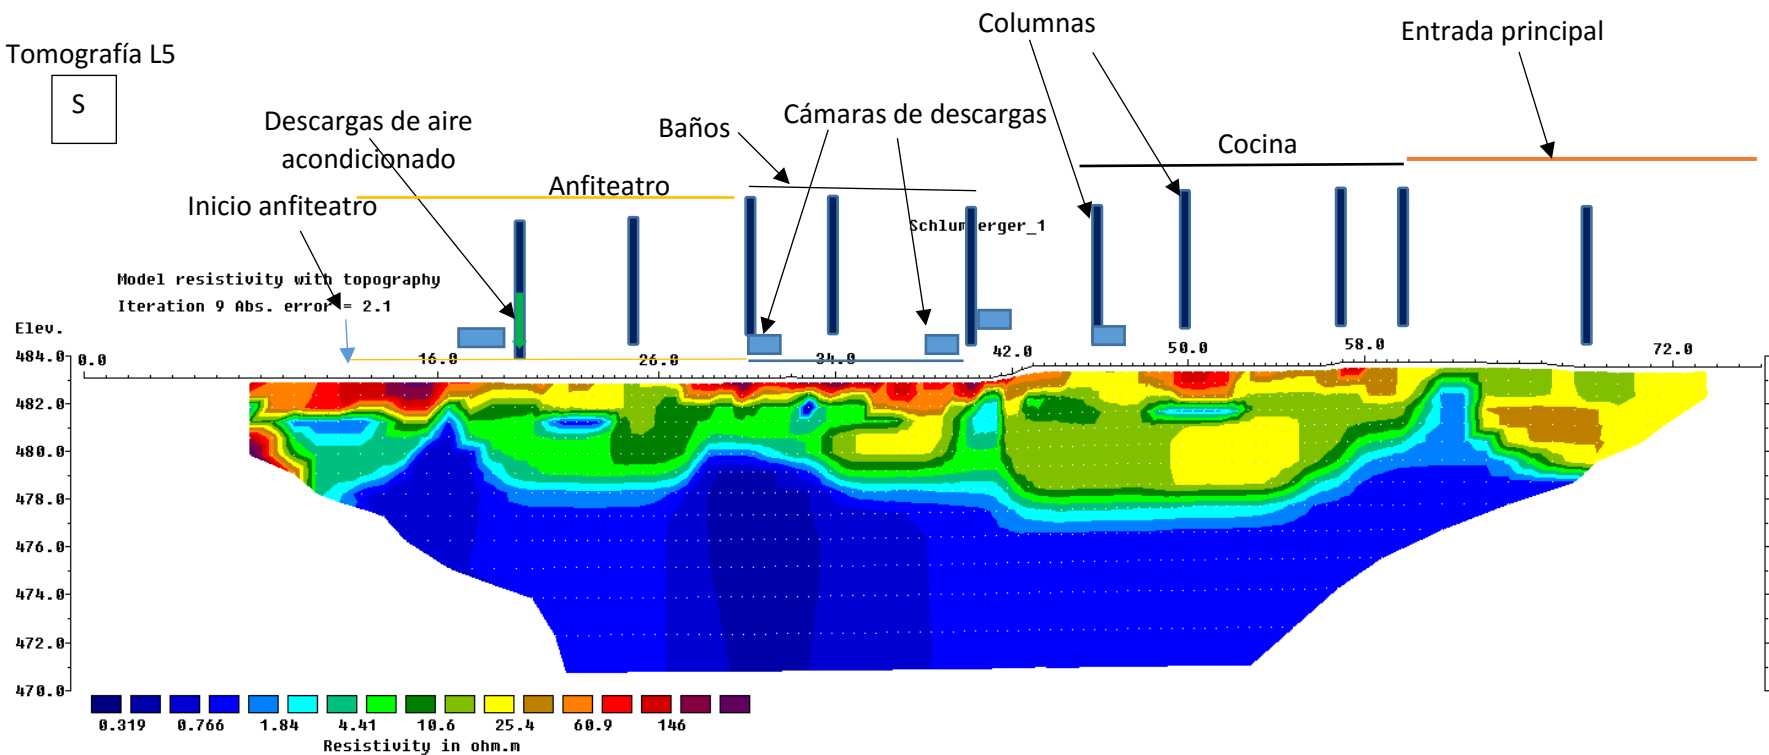 Tomografía L5
S
Columnas
Entrada principal
Descargas de aire
acondicionado
Baños
Cámaras de descargas
Cocina
Anfiteatro
Inicio anfiteatro
Schlumberger_1
Model resistivity with topography
Iteration 9 Abs. error = 2.1
Elev.
484.0
0.0
16.0
26.0
34.0
42.0
50.0
58.0
72.0
482.0
480.0
478.0
476.0
474.0
472.0
470.0
0.319 0.766 1.84 4.41 10.6 25.4 60.9 146
Resistivity in ohm.m